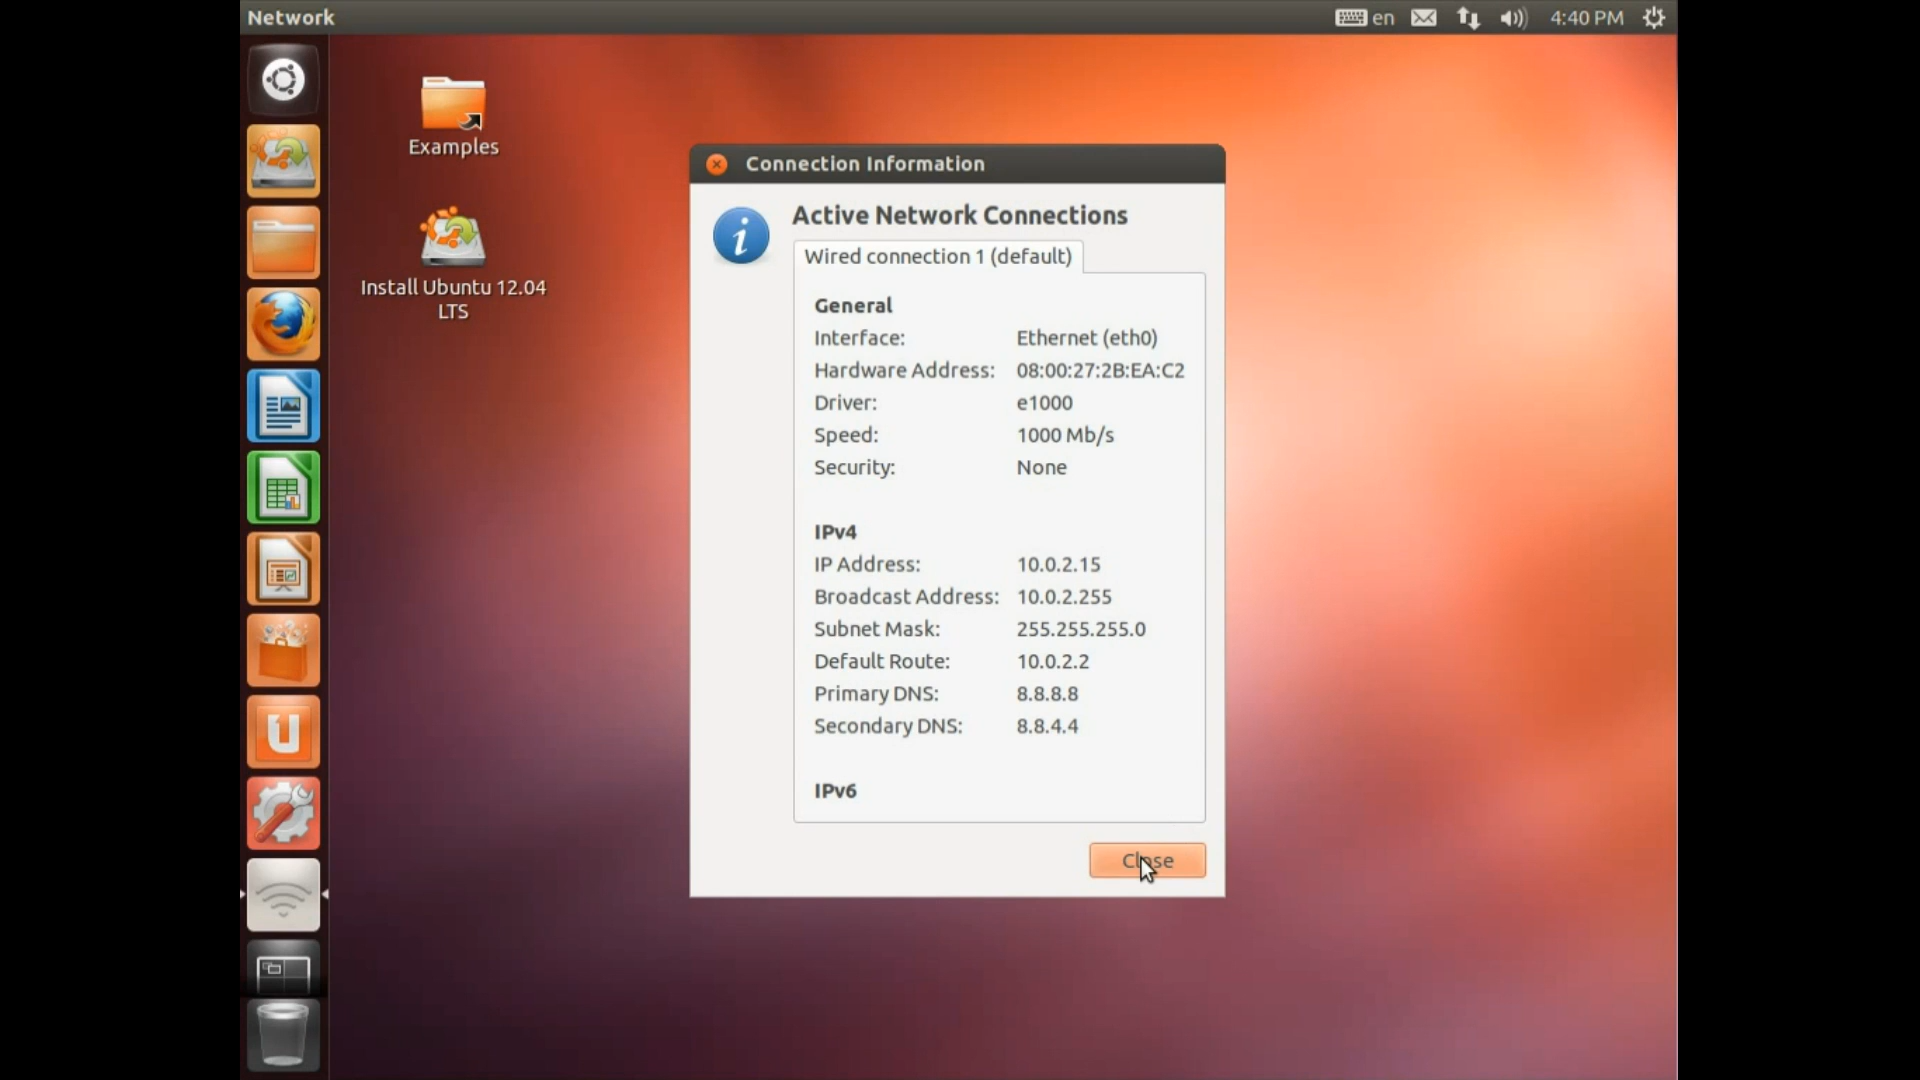 Network
en
4:40 PM
Examples
Install Ubuntu 12.04
LTS
Connection Information
Active Network Connections
Wired connection 1 (default)
General
Interface: Ethernet (eth0)
Hardware Address: 08:00:27:2B:EA:C2
Driver: e1000
Speed: 1000 Mb/s
Security: None
IPv4
IP Address: 10.0.2.15
Broadcast Address: 10.0.2.255
Subnet Mask: 255.255.255.0
Default Route: 10.0.2.2
Primary DNS: 8.8.8.8
Secondary DNS: 8.8.4.4
IPv6
Close